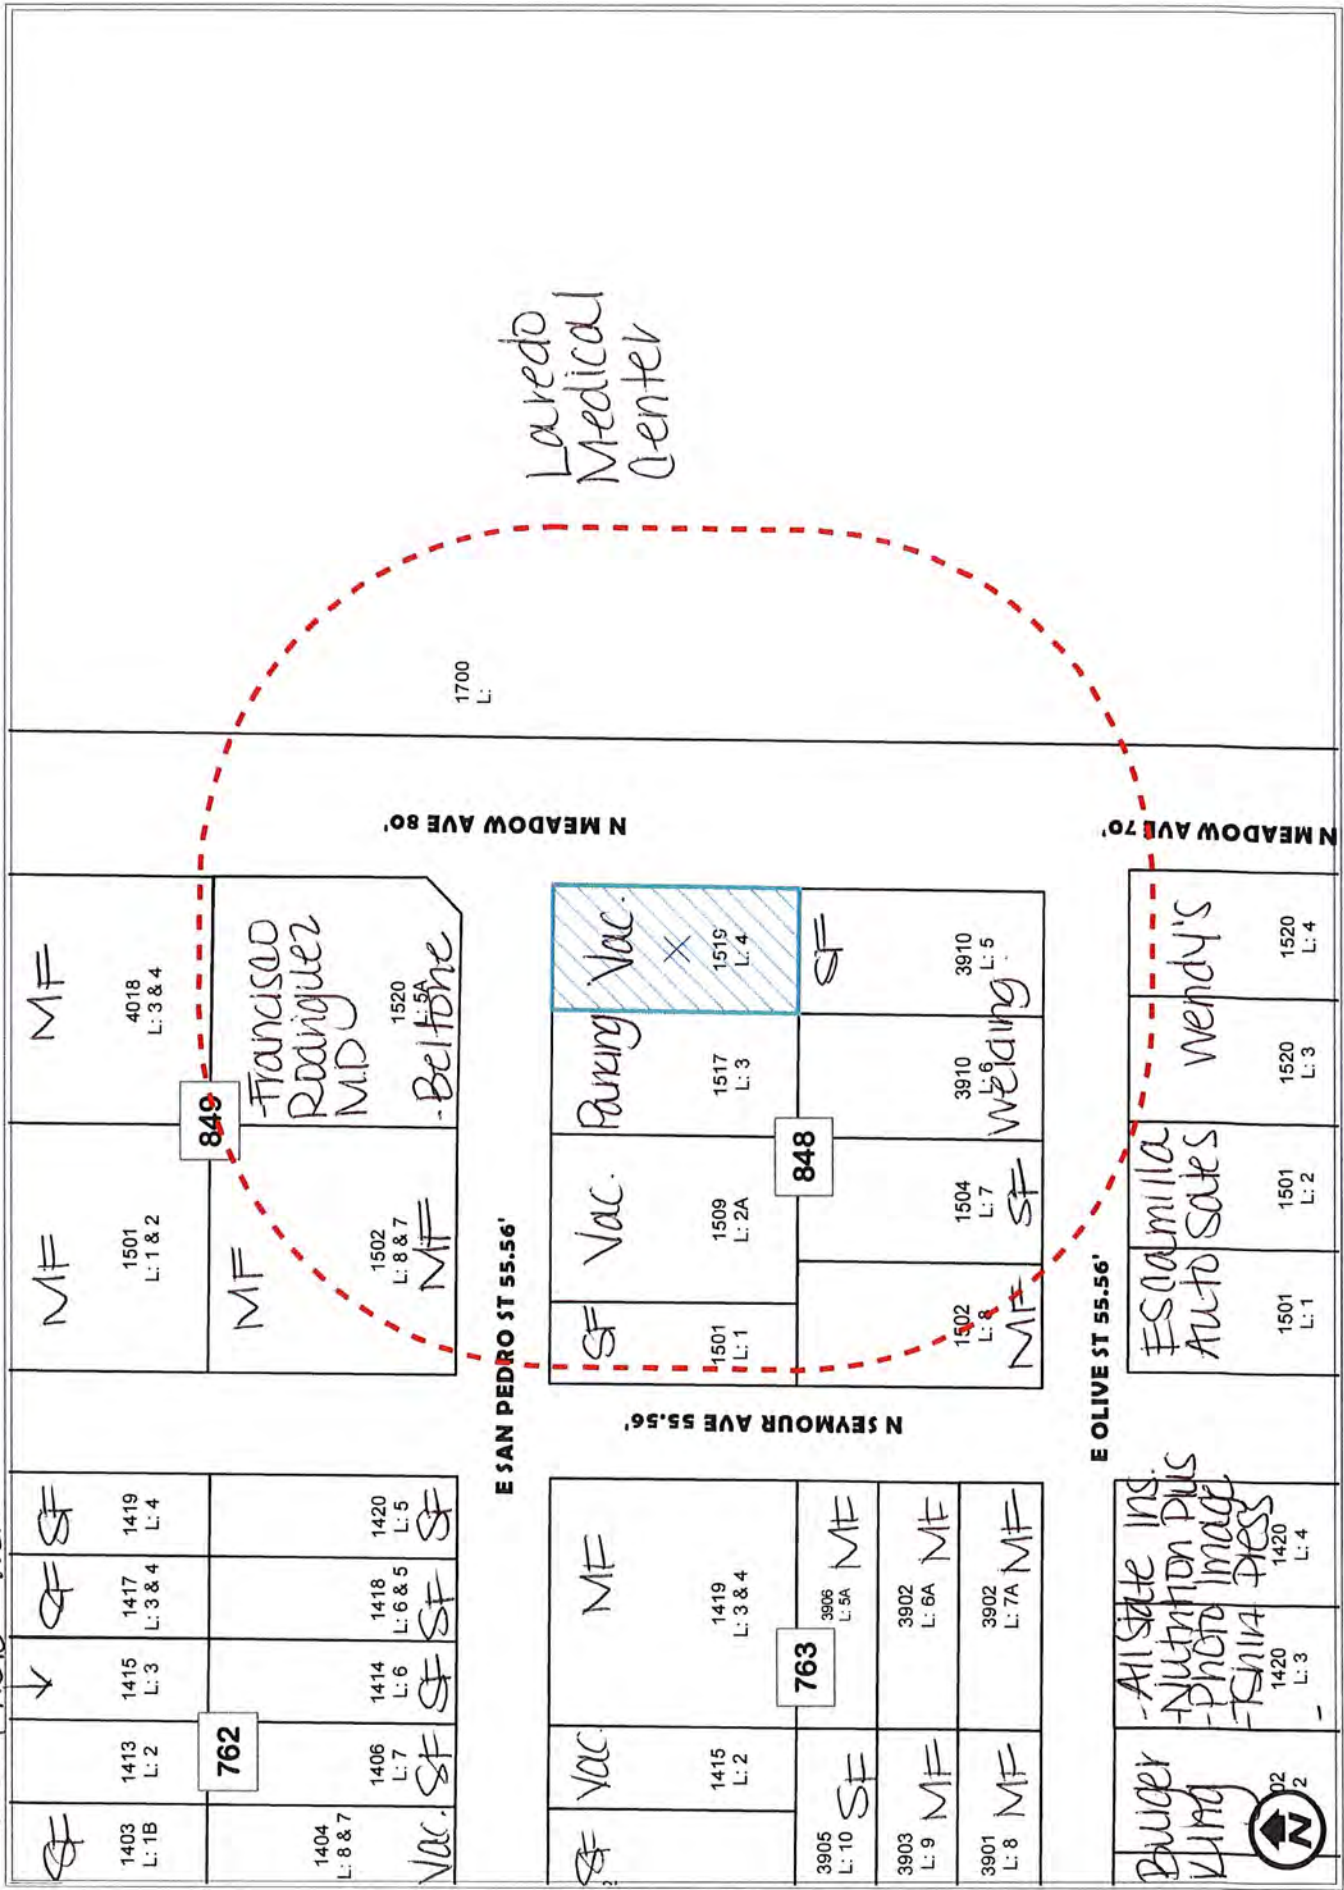 MF
4018
L: 3 & 4
MF
1501
L: 1 & 2
849
-Francisco
Rodriguez
M.D
1520
L: 5A
-Beltone
MF
1502
L: 8 & 7
MF
SF
1419
L: 4
SF
1417
L: 3 & 4
1415
L: 3
1413
L: 2
SF
1403
L: 1B
762
1420
L: 5
SF
1418
L: 6 & 5
SF
1414
L: 6
SF
1406
L: 7
SF
1404
L: 8 & 7
Vac.
E SAN PEDRO ST 55.56'
N MEADOW AVE 80'
1700
L:
Laredo
Medical
Center
Vac.
X
1519
L: 4
Parking
1517
L: 3
Vac.
1509
L: 2A
SF
1501
L: 1
848
SF
3910
L: 5
3910
L: 6
Welding
1504
L: 7
SF
1502
L: 8
MF
N SEYMOUR AVE 55.56'
MF
1419
L: 3 & 4
Vac
1415
L: 2
SF
763
3906
L: 5A
MF
3902
L: 6A
MF
3902
L: 7A
MF
3905
L: 10
SF
3903
L: 9
MF
3901
L: 8
MF
E OLIVE ST 55.56'
N MEADOW AVE 70'
Wendy's
1520
L: 4
1520
L: 3
Escamilla
Auto Sales
1501
L: 2
1501
L: 1
-All State Ins.
-Nutrition Plus
-Photo Image
1420
L: 4
1420
L: 3
Burger
King
02
2
N